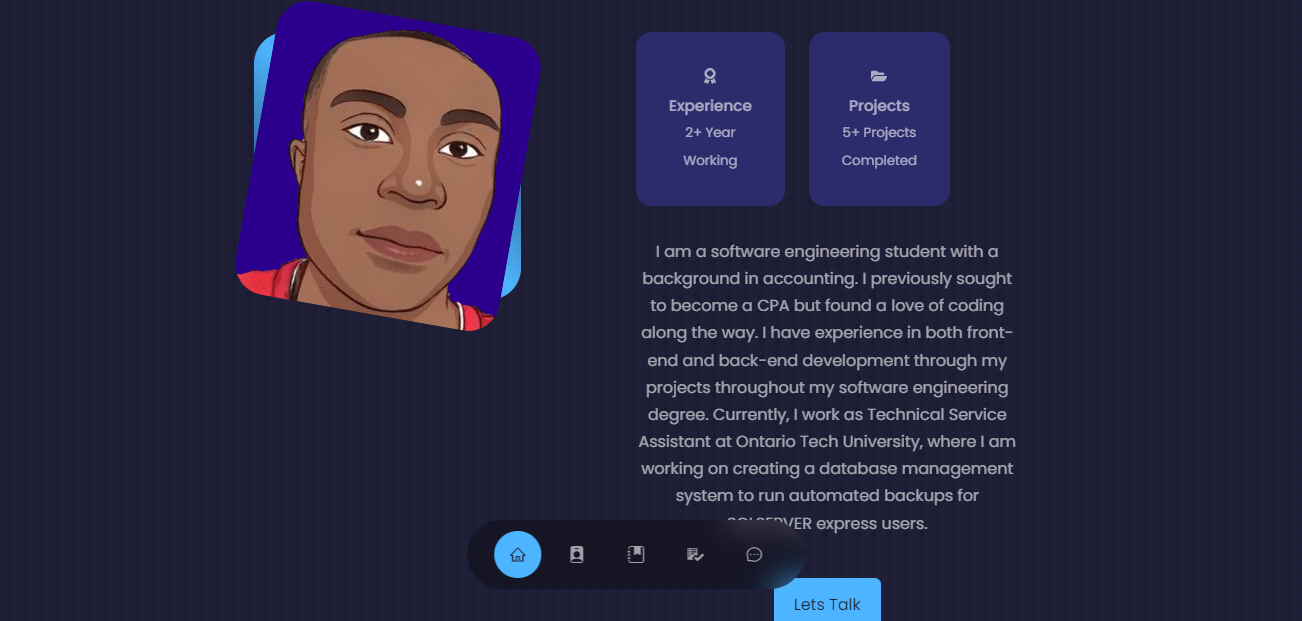 Experience
2+ Year
Working
Projects
5+ Projects
Completed
I am a software engineering student with a
background in accounting. I previously sought
to become a CPA but found a love of coding
along the way. I have experience in both front-
end and back-end development through my
projects throughout my software engineering
degree. Currently, I work as Technical Service
Assistant at Ontario Tech University, where I am
working on creating a database management
system to run automated backups for
express users.
Lets Talk